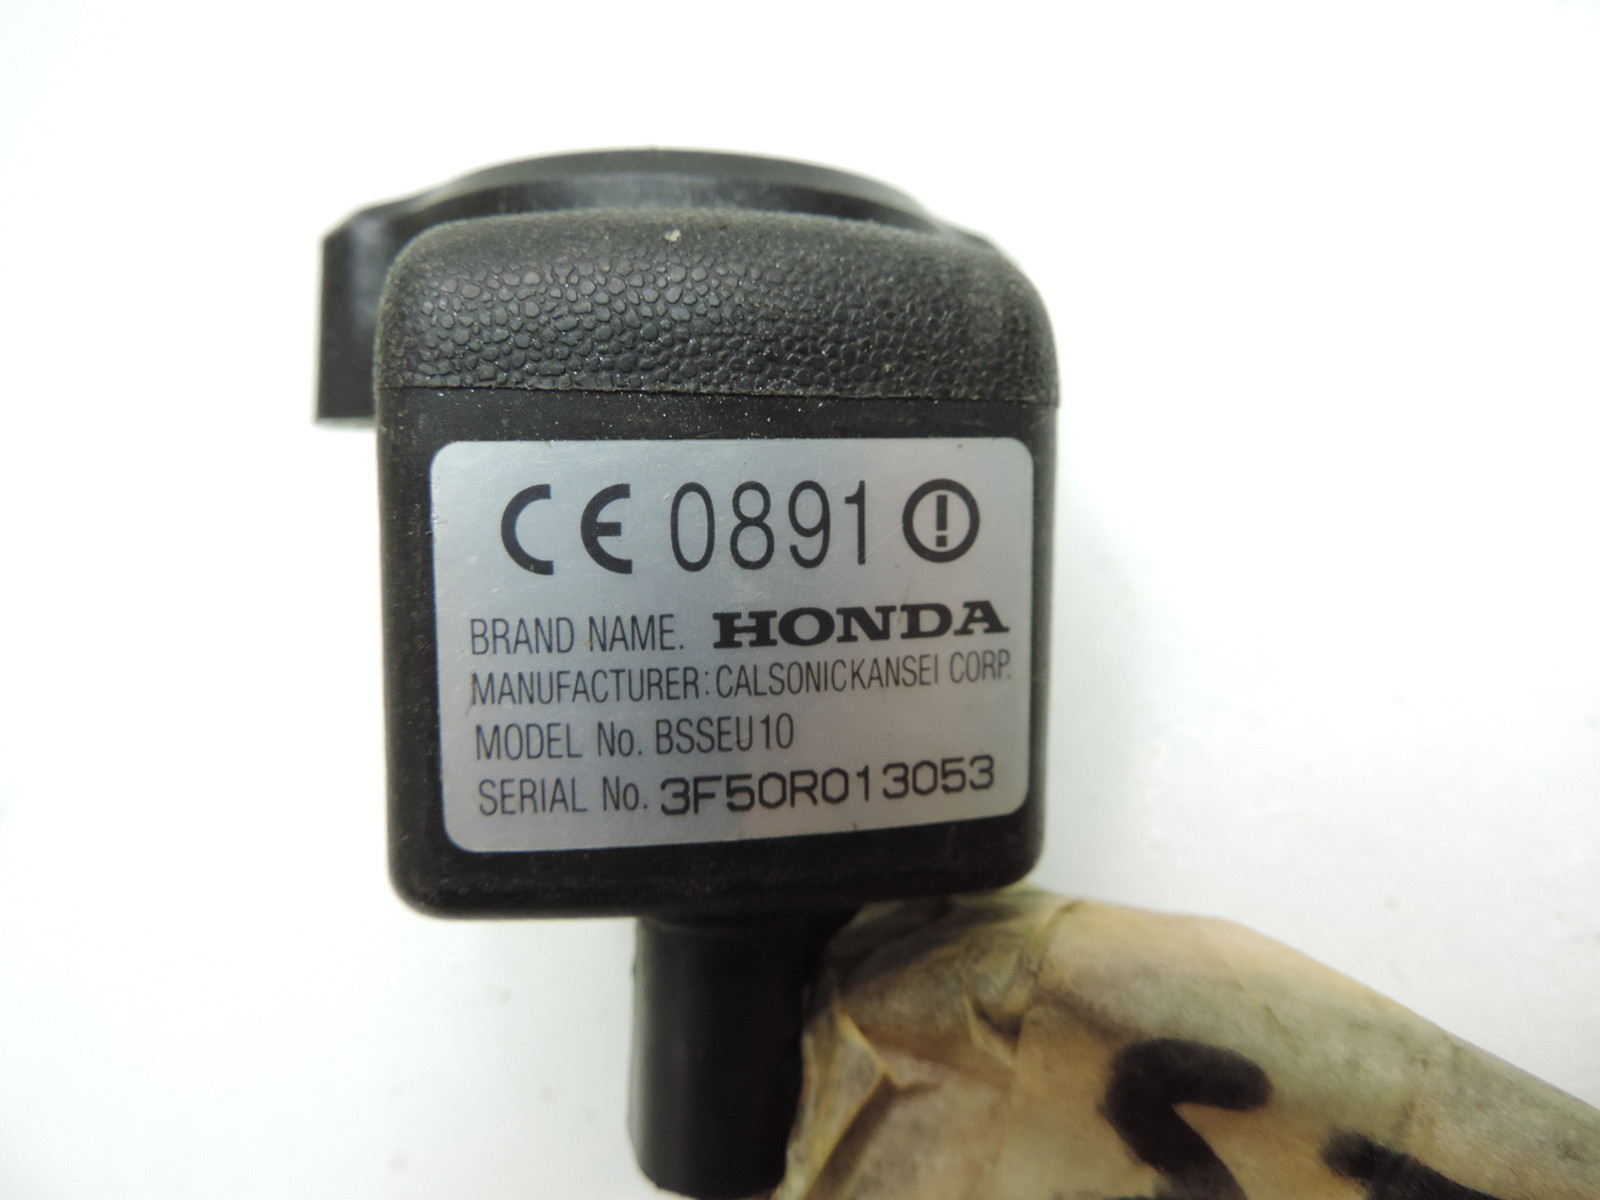 CE 0891
BRAND NAME. HONDA
MANUFACTURER: CALSONICKANSEI CORP.
MODEL No. BSSEU10
SERIAL No. 3F50R013053